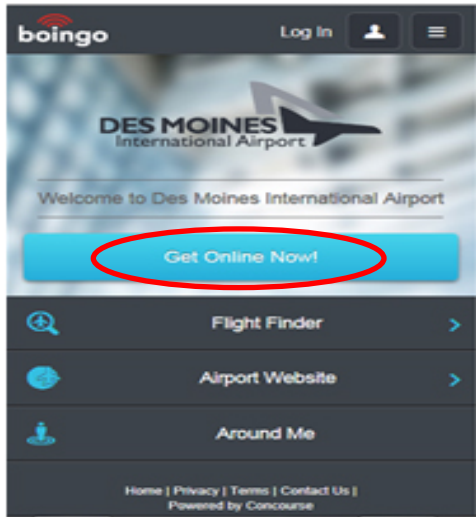 boingo
Log In
DES MOINES
International Airport
Welcome to Des Moines International Airport
Get Online Now!
Flight Finder
Airport Website
Around Me
Home | Privacy | Terms | Contact Us |
Powered by Concourse